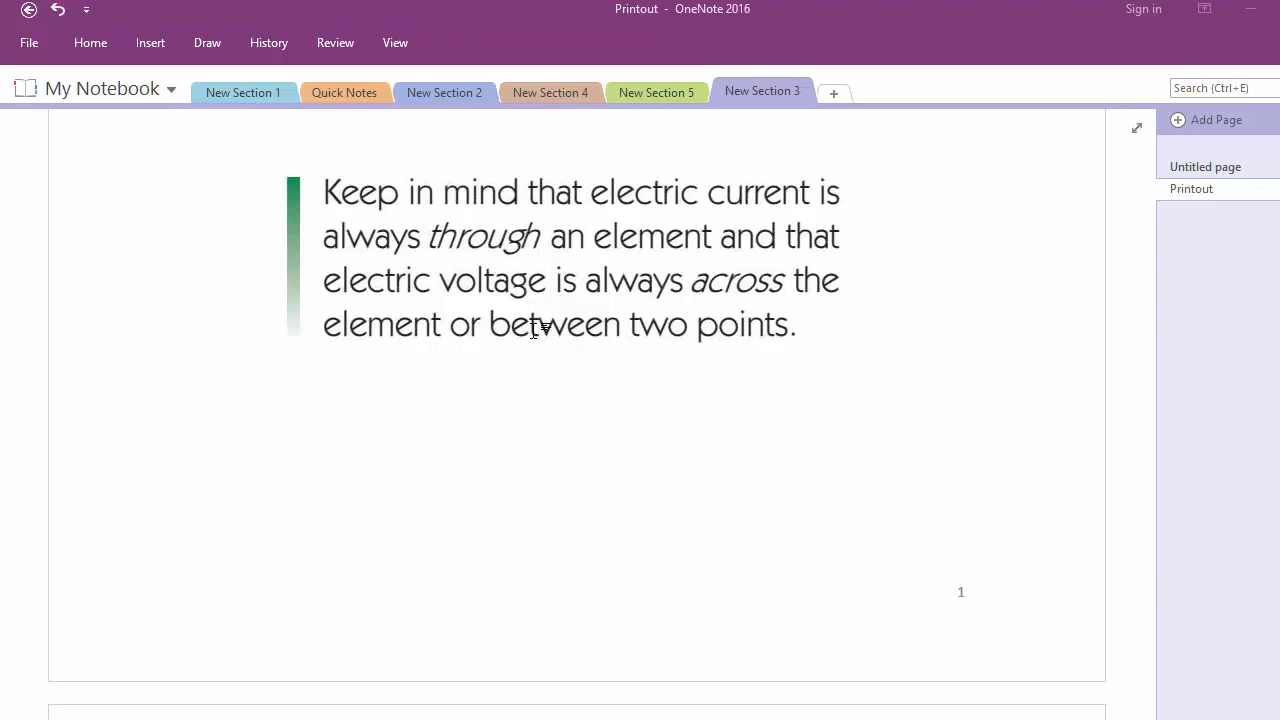 Printout - OneNote 2016
Sign in
File Home Insert Draw History Review View
My Notebook New Section 1 Quick Notes New Section 2 New Section 4 New Section 5 New Section 3 + Search (Ctrl+E)
Add Page
Untitled page
Printout
Keep in mind that electric current is
always through an element and that
electric voltage is always across the
element or between two points.
1